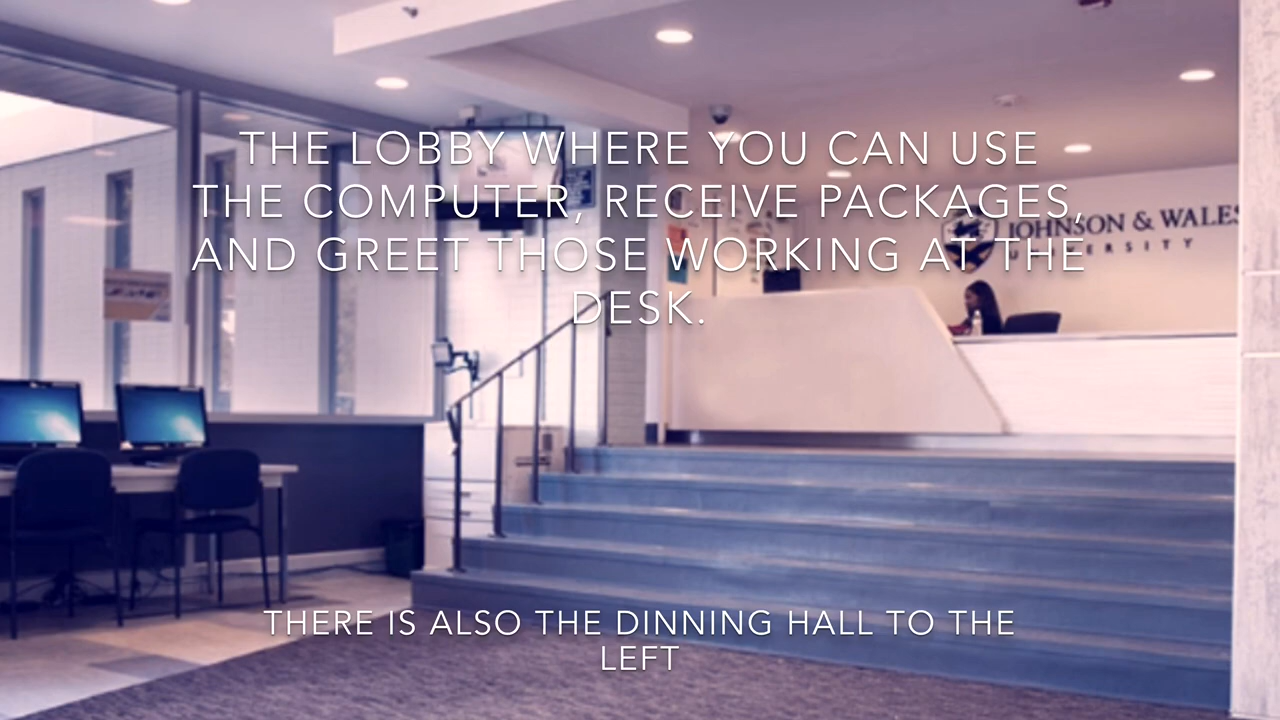 THE LOBBY WHERE YOU CAN USE
THE COMPUTER, RECEIVE PACKAGES,
AND GREET THOSE WORKING AT THE
DESK.
JOHNSON & WALES
UNIVERSITY
THERE IS ALSO THE DINNING HALL TO THE
LEFT